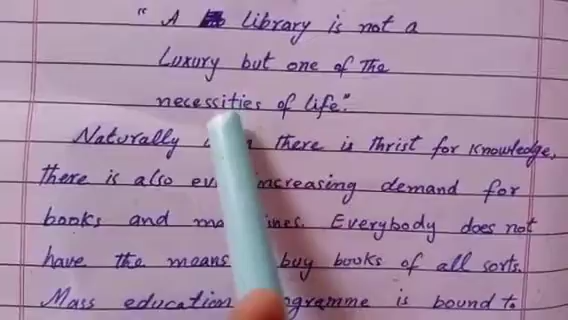 " A Library is not a
Luxury but one of the
necessities of life".
Naturally there is thrist for knowledge,
there is also increasing demand for
books and Everybody does not
have the means buy books of all sorts.
Mass education is bound to